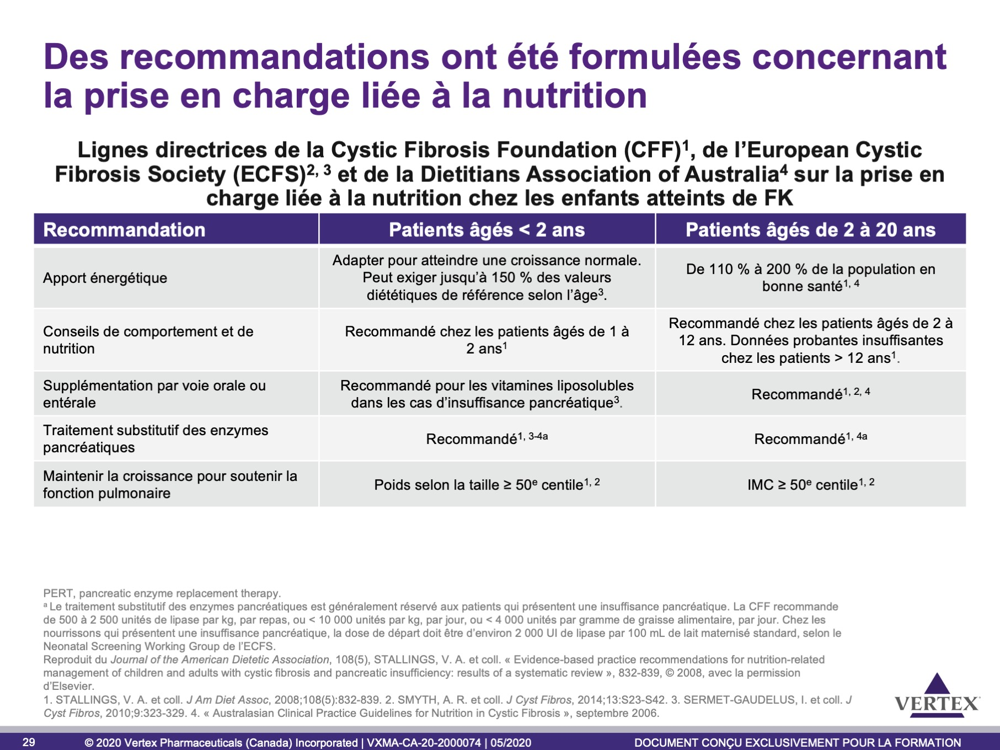 Des recommandations ont été formulées concernant
la prise en charge liée à la nutrition
Lignes directrices de la Cystic Fibrosis Foundation (CFF)1, de l’European Cystic
Fibrosis Society (ECFS)2, 3 et de la Dietitians Association of Australia4 sur la prise en
charge liée à la nutrition chez les enfants atteints de FK
Recommandation
Patients âgés < 2 ans
Patients âgés de 2 à 20 ans
Apport énergétique
Adapter pour atteindre une croissance normale.
Peut exiger jusqu’à 150 % des valeurs
diététiques de référence selon l’âge3.
De 110 % à 200 % de la population en
bonne santé1, 4
Conseils de comportement et de
nutrition
Recommandé chez les patients âgés de 1 à
2 ans1
Recommandé chez les patients âgés de 2 à
12 ans. Données probantes insuffisantes
chez les patients > 12 ans1.
Supplémentation par voie orale ou
entérale
Recommandé pour les vitamines liposolubles
dans les cas d’insuffisance pancréatique3.
Recommandé1, 2, 4
Traitement substitutif des enzymes
pancréatiques
Recommandé1, 3-4a
Recommandé1, 4a
Maintenir la croissance pour soutenir la
fonction pulmonaire
Poids selon la taille ≥ 50e centile1, 2
IMC ≥ 50e centile1, 2
PERT, pancreatic enzyme replacement therapy.
a Le traitement substitutif des enzymes pancréatiques est généralement réservé aux patients qui présentent une insuffisance pancréatique. La CFF recommande
de 500 à 2 500 unités de lipase par kg, par repas, ou < 10 000 unités par kg, par jour, ou < 4 000 unités par gramme de graisse alimentaire, par jour. Chez les
nourrissons qui présentent une insuffisance pancréatique, la dose de départ doit être d’environ 2 000 UI de lipase par 100 mL de lait maternisé standard, selon le
Neonatal Screening Working Group de l’ECFS.
Reproduit du Journal of the American Dietetic Association, 108(5), STALLINGS, V. A. et coll. « Evidence-based practice recommendations for nutrition-related
management of children and adults with cystic fibrosis and pancreatic insufficiency: results of a systematic review », 832-839, © 2008, avec la permission
d’Elsevier.
1. STALLINGS, V. A. et coll. J Am Diet Assoc, 2008;108(5):832-839. 2. SMYTH, A. R. et coll. J Cyst Fibros, 2014;13:S23-S42. 3. SERMET-GAUDELUS, I. et coll. J
Cyst Fibros, 2010;9:323-329. 4. « Australasian Clinical Practice Guidelines for Nutrition in Cystic Fibrosis », septembre 2006.
VERTEX
29
© 2020 Vertex Pharmaceuticals (Canada) Incorporated | VXMA-CA-20-2000074 | 05/2020
DOCUMENT CONÇU EXCLUSIVEMENT POUR LA FORMATION